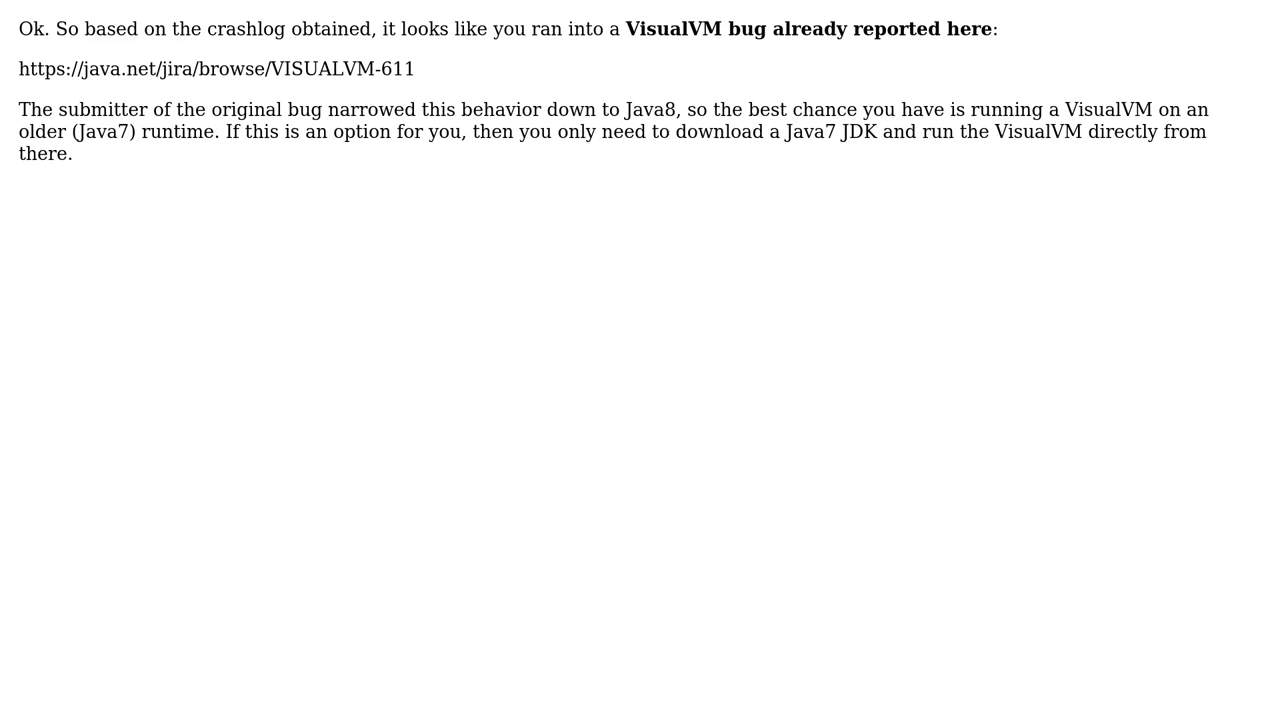 Ok. So based on the crashlog obtained, it looks like you ran into a VisualVM bug already reported here:
https://java.net/jira/browse/VISUALVM-611
The submitter of the original bug narrowed this behavior down to Java8, so the best chance you have is running a VisualVM on an
older (Java7) runtime. If this is an option for you, then you only need to download a Java7 JDK and run the VisualVM directly from
there.